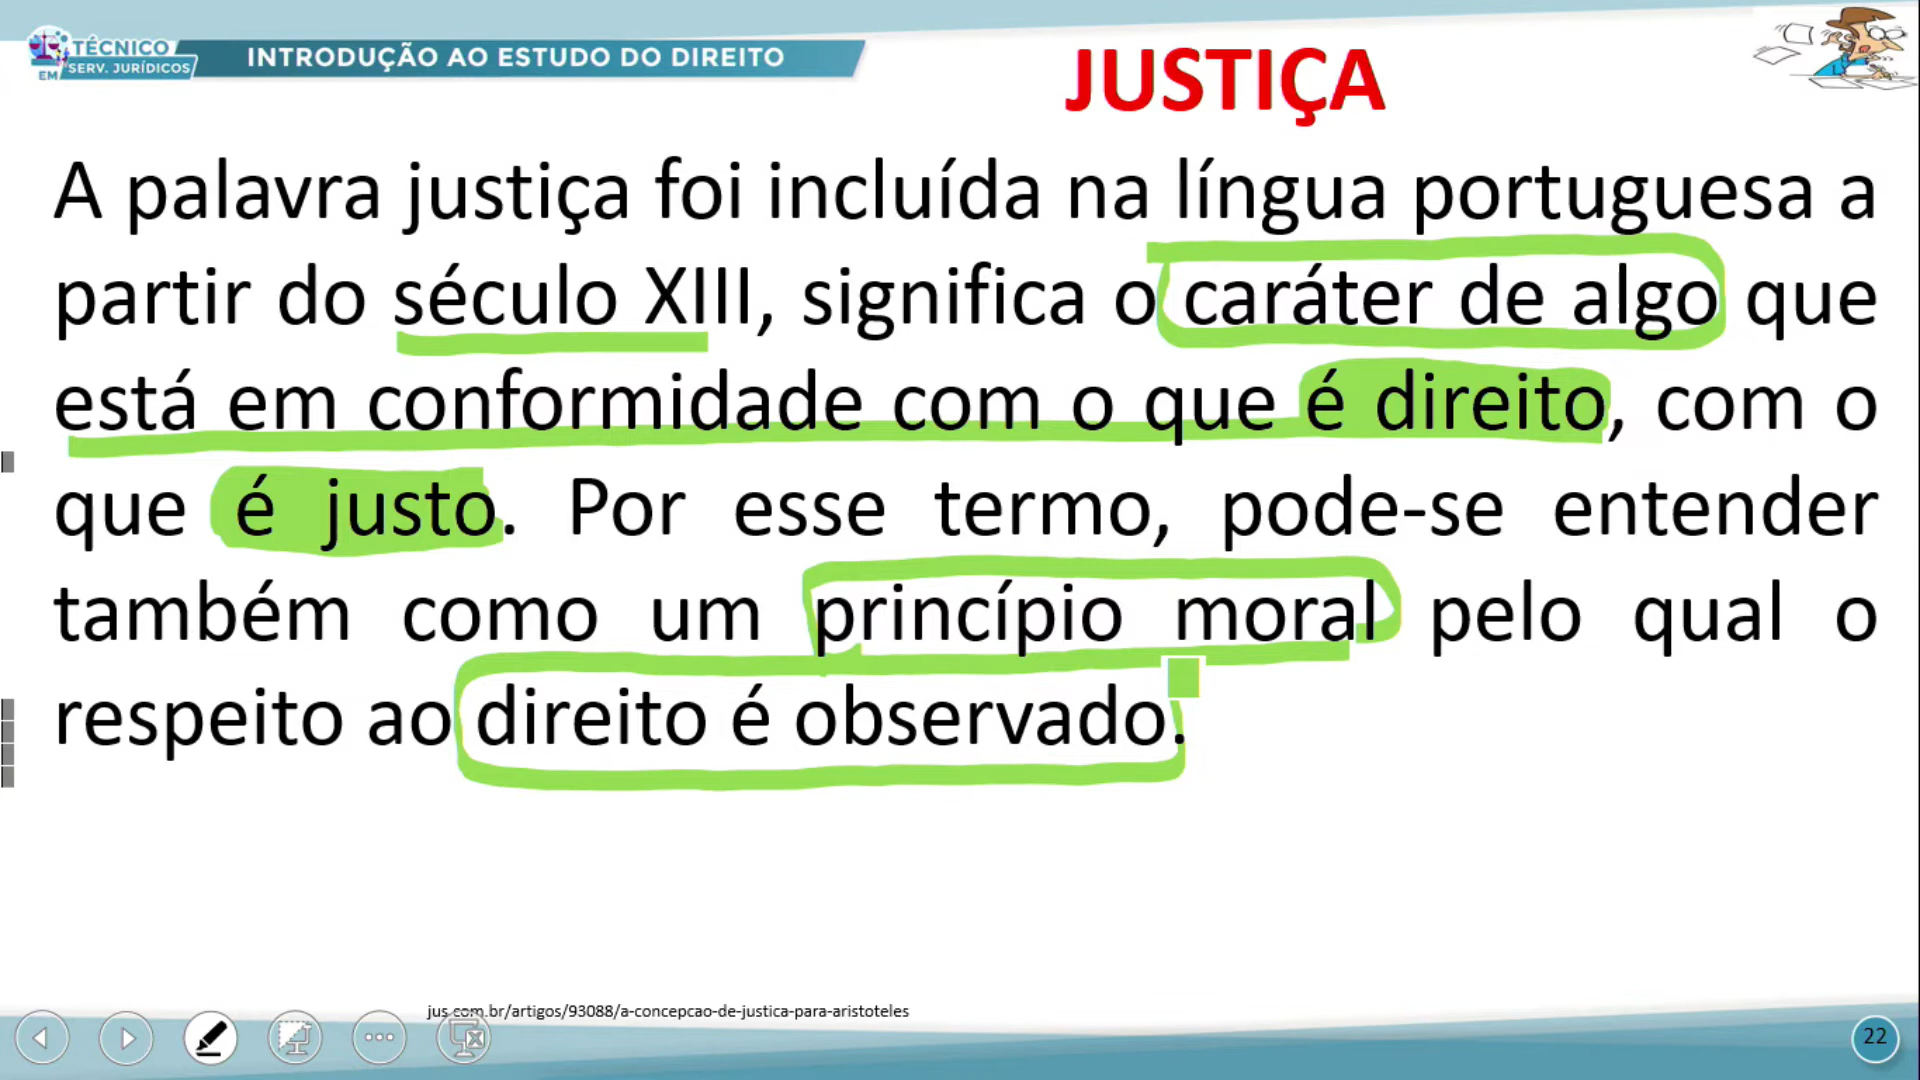 TÉCNICO
EM SERV. JURÍDICOS
INTRODUÇÃO AO ESTUDO DO DIREITO
JUSTIÇA
A palavra justiça foi incluída na língua portuguesa a
partir do século XIII, significa o caráter de algo que
está em conformidade com o que é direito, com o
que é justo. Por esse termo, pode-se entender
também como um princípio moral pelo qual o
respeito ao direito é observado.
jus.com.br/artigos/93088/a-concepcao-de-justica-para-aristoteles
22